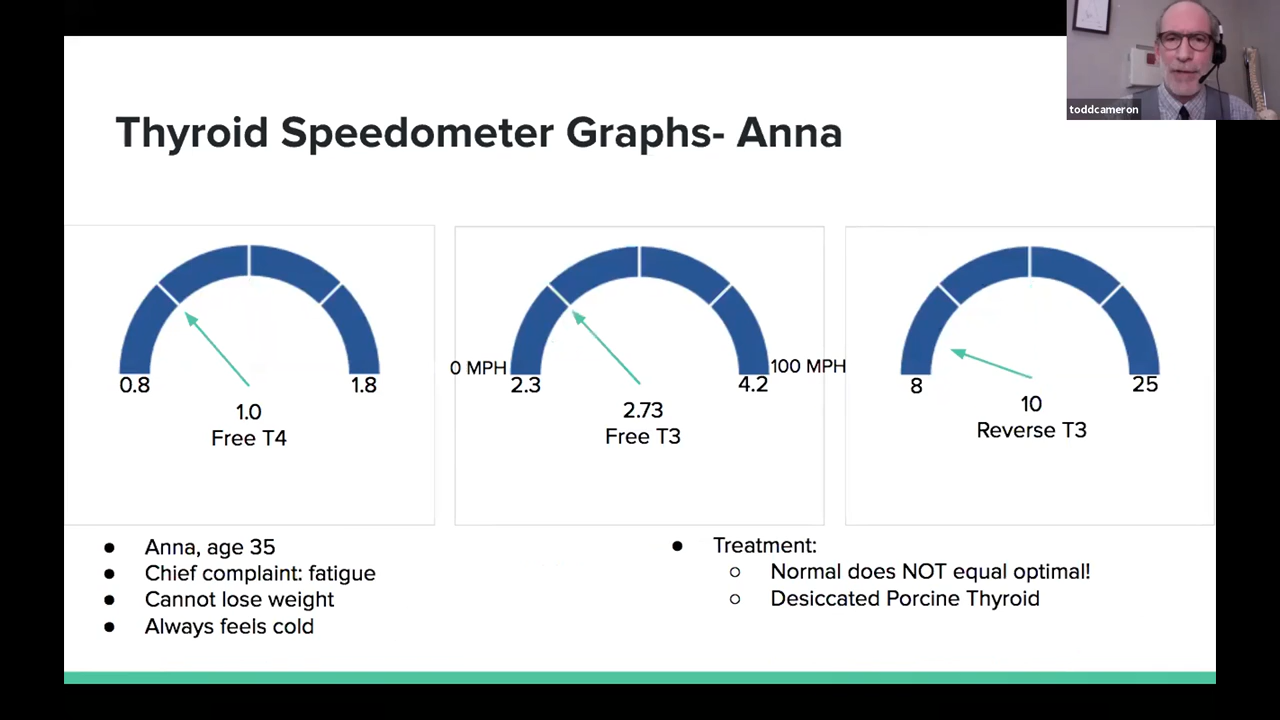 toddcameron
Thyroid Speedometer Graphs- Anna
0.8
1.8
1.0
Free T4
0 MPH
100 MPH
2.3
4.2
2.73
Free T3
8
25
10
Reverse T3
● Anna, age 35
● Chief complaint: fatigue
● Cannot lose weight
● Always feels cold
● Treatment:
○ Normal does NOT equal optimal!
○ Desiccated Porcine Thyroid